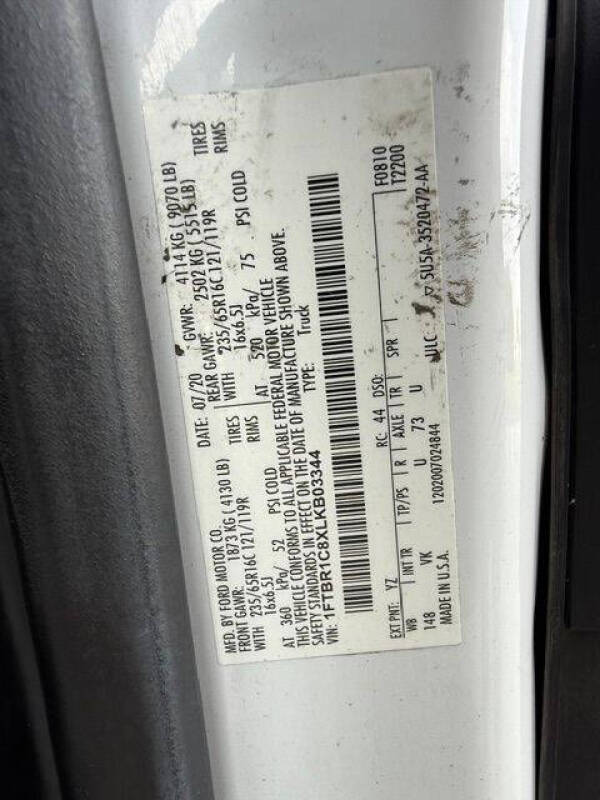 MFD. BY FORD MOTOR CO.
DATE: 07/20 GVWR: 4114 KG ( 9070 LB)
FRONT GAWR: 1873 KG ( 4130 LB)
REAR GAWR: 2502 KG ( 5515 LB)
WITH 235/65R16C 121/119R TIRES
WITH 235/65R16C 121/119R TIRES
16x6.5J RIMS
16x6.5J RIMS
AT 360 kPa/ 52 PSI COLD
AT 520 kPa/ 75 PSI COLD
THIS VEHICLE CONFORMS TO ALL APPLICABLE FEDERAL MOTOR VEHICLE
SAFETY STANDARDS IN EFFECT ON THE DATE OF MANUFACTURE SHOWN ABOVE.
VIN: 1FTBR1C8XLKB03344 TYPE: Truck
F0810
T2200
EXT PNT: YZ RC: 44 DSO:
WB INT TR TP/PS R AXLE TR SPR
148 VK U 73 U
MADE IN U.S.A. 1202007024844 ULC ▽ 5U5A-3520472-AA